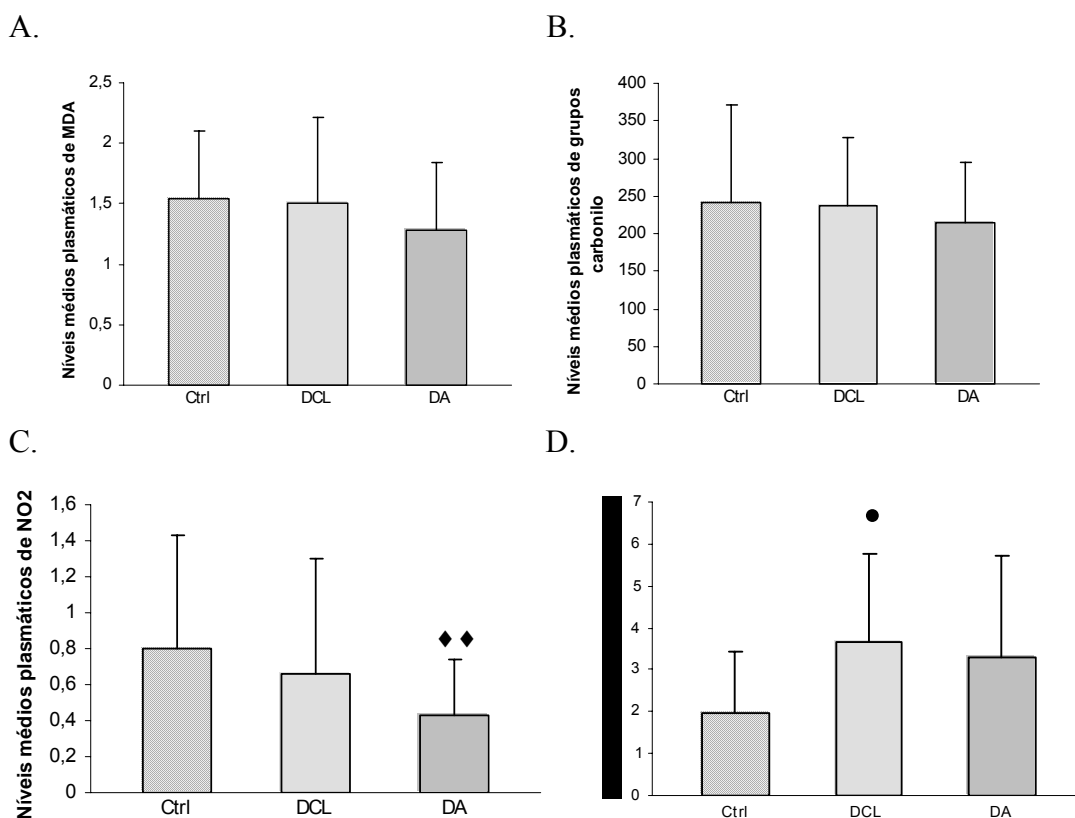 A.
B.
Níveis médios plasmáticos de MDA
2,5
2
1,5
1
0,5
0
Ctrl
DCL
DA
Níveis médios plasmáticos de grupos
carbonilo
400
350
300
250
200
150
100
50
0
Ctrl
DCL
DA
C.
D.
Níveis médios plasmáticos de NO2
1,6
1,4
1,2
1
0,8
0,6
0,4
0,2
0
Ctrl
DCL
DA
7
6
5
4
3
2
1
0
Ctrl
DCL
DA